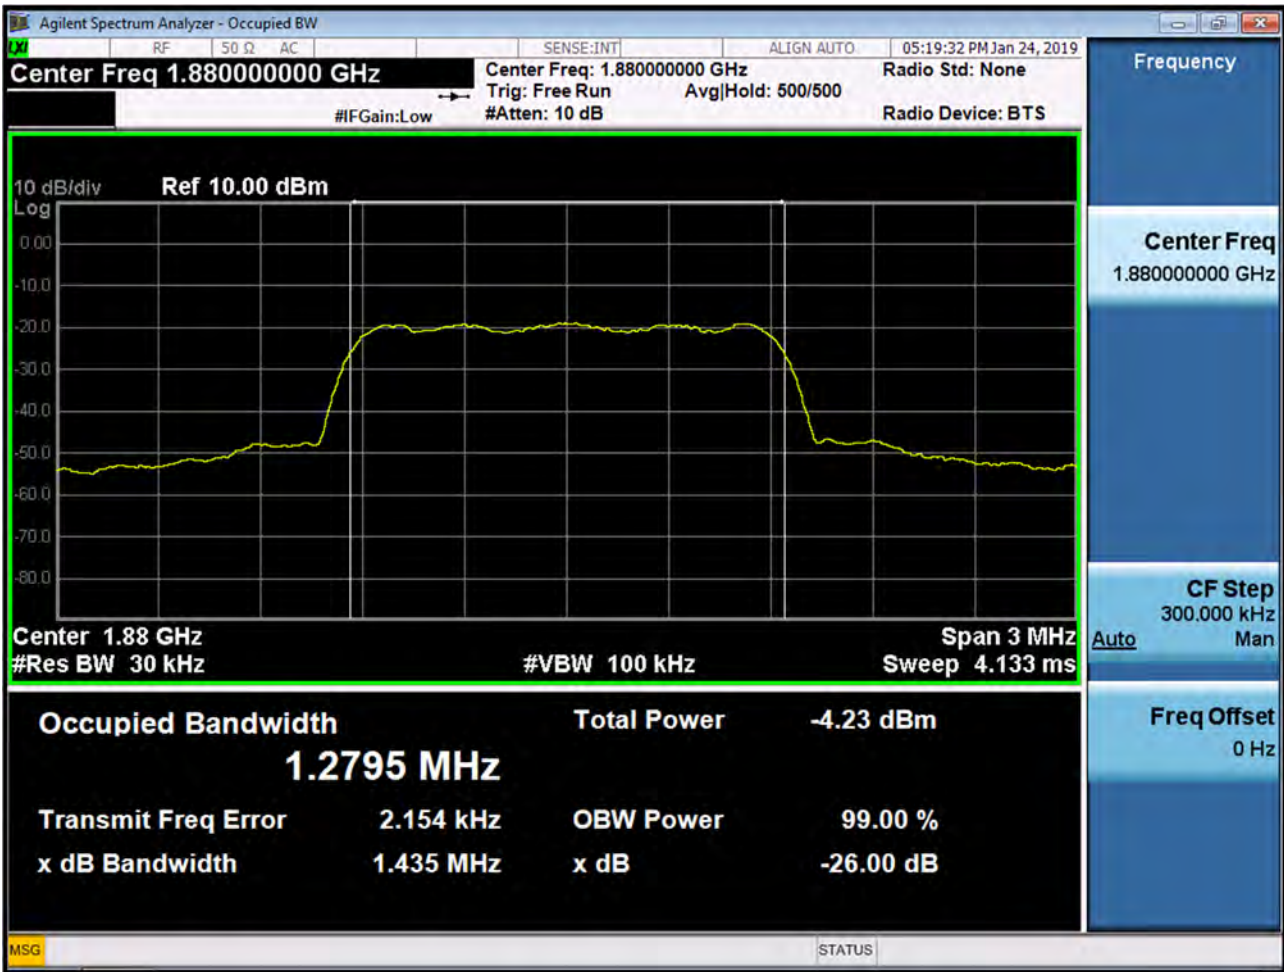 Agilent Spectrum Analyzer - Occupied BW
LXI RF 50 Ω AC SENSE:INT ALIGN AUTO 05:19:32 PM Jan 24, 2019
Center Freq 1.880000000 GHz
Center Freq: 1.880000000 GHz Radio Std: None
Trig: Free Run Avg|Hold: 500/500
#IFGain:Low #Atten: 10 dB Radio Device: BTS
10 dB/div Ref 10.00 dBm
Log
0.00
-10.0
-20.0
-30.0
-40.0
-50.0
-60.0
-70.0
-80.0
Center 1.88 GHz Span 3 MHz
#Res BW 30 kHz #VBW 100 kHz Sweep 4.133 ms
Occupied Bandwidth Total Power -4.23 dBm
1.2795 MHz
Transmit Freq Error 2.154 kHz OBW Power 99.00 %
x dB Bandwidth 1.435 MHz x dB -26.00 dB
Frequency
Center Freq
1.880000000 GHz
CF Step
300.000 kHz
Auto Man
Freq Offset
0 Hz
MSG STATUS